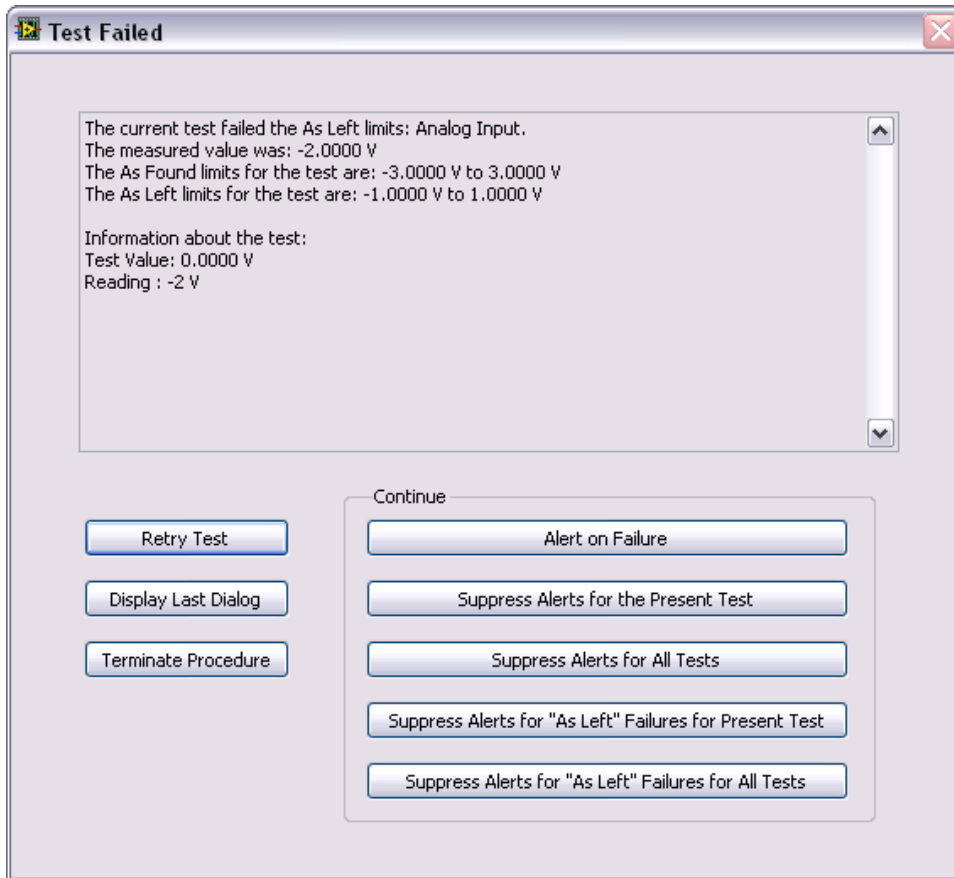 Test Failed
The current test failed the As Left limits: Analog Input.
The measured value was: -2.0000 V
The As Found limits for the test are: -3.0000 V to 3.0000 V
The As Left limits for the test are: -1.0000 V to 1.0000 V
Information about the test:
Test Value: 0.0000 V
Reading : -2 V
Continue
Retry Test
Alert on Failure
Display Last Dialog
Suppress Alerts for the Present Test
Terminate Procedure
Suppress Alerts for All Tests
Suppress Alerts for "As Left" Failures for Present Test
Suppress Alerts for "As Left" Failures for All Tests